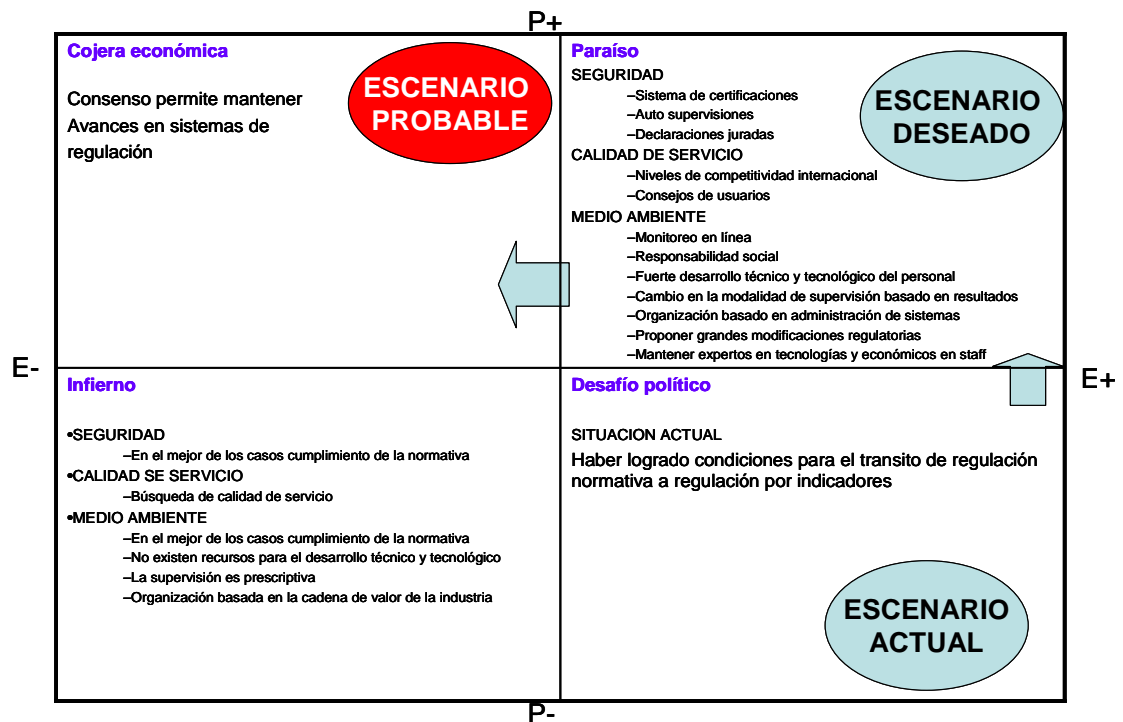 P+
Cojera económica
Consenso permite mantener
Avances en sistemas de
regulación
ESCENARIO
PROBABLE
Paraíso
SEGURIDAD
–Sistema de certificaciones
–Auto supervisiones
–Declaraciones juradas
CALIDAD DE SERVICIO
–Niveles de competitividad internacional
–Consejos de usuarios
MEDIO AMBIENTE
–Monitoreo en línea
–Responsabilidad social
–Fuerte desarrollo técnico y tecnológico del personal
–Cambio en la modalidad de supervisión basado en resultados
–Organización basado en administración de sistemas
–Proponer grandes modificaciones regulatorias
–Mantener expertos en tecnologías y económicos en staff
ESCENARIO
DESEADO
E-
E+
Infierno
•SEGURIDAD
–En el mejor de los casos cumplimiento de la normativa
•CALIDAD SE SERVICIO
–Búsqueda de calidad de servicio
•MEDIO AMBIENTE
–En el mejor de los casos cumplimiento de la normativa
–No existen recursos para el desarrollo técnico y tecnológico
–La supervisión es prescriptiva
–Organización basada en la cadena de valor de la industria
Desafío político
SITUACION ACTUAL
Haber logrado condiciones para el transito de regulación
normativa a regulación por indicadores
ESCENARIO
ACTUAL
P-